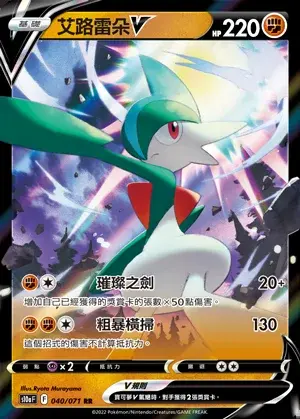 基礎 艾路雷朵V HP 220
璀璨之劍 20+
增加自己已經獲得的獎賞卡的張數×50點傷害。
粗暴橫掃 130
這個招式的傷害不計算抵抗力。
弱點 ×2 抵抗力 撤退
Illus. Ryota Murayama
V規則
s10a F F 040/071 RR
寶可夢V氣絕時,對手獲得2張獎賞卡。
©2022 Pokémon/Nintendo/Creatures/GAME FREAK.